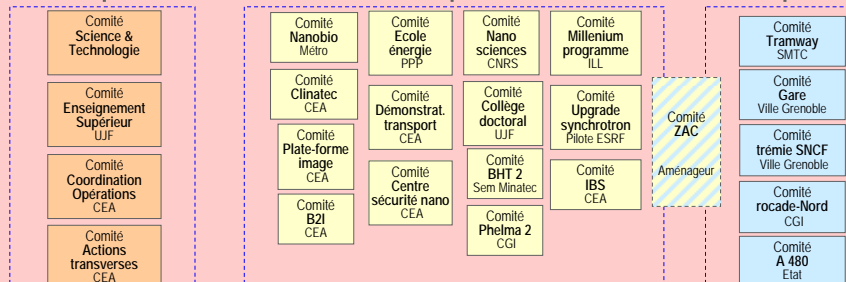 Comité
Science &
Technologie
Comité
Enseignement
Supérieur
UJF
Comité
Coordination
Opérations
CEA
Comité
Actions
transverses
CEA
Comité
Nanobio
Métro
Comité
Clinatec
CEA
Comité
Plate-forme
image
CEA
Comité
B2I
CEA
Comité
Ecole
énergie
PPP
Comité
Démonstrat.
transport
CEA
Comité
Centre
sécurité nano
CEA
Comité
Nano
sciences
CNRS
Comité
Collège
doctoral
UJF
Comité
BHT 2
Sem Minatec
Comité
Phelma 2
CGI
Comité
Millenium
programme
ILL
Comité
Upgrade
synchrotron
Pilote ESRF
Comité
IBS
CEA
Comité
ZAC
Aménageur
Comité
Tramway
SMTC
Comité
Gare
Ville Grenoble
Comité
trémie SNCF
Ville Grenoble
Comité
rocade-Nord
CGI
Comité
A 480
Etat